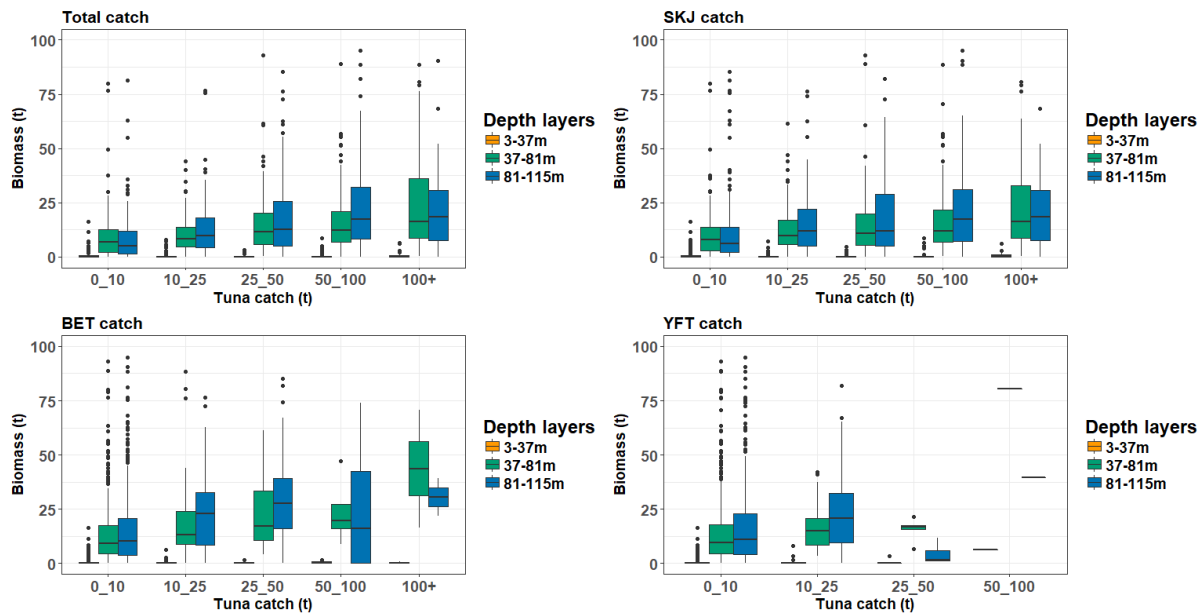 Total catch
Biomass (t)
100
75
50
25
0
0_10 10_25 25_50 50_100 100+
Tuna catch (t)
Depth layers
3-37m
37-81m
81-115m
SKJ catch
Biomass (t)
100
75
50
25
0
0_10 10_25 25_50 50_100 100+
Tuna catch (t)
Depth layers
3-37m
37-81m
81-115m
BET catch
Biomass (t)
100
75
50
25
0
0_10 10_25 25_50 50_100 100+
Tuna catch (t)
Depth layers
3-37m
37-81m
81-115m
YFT catch
Biomass (t)
100
75
50
25
0
0_10 10_25 25_50 50_100
Tuna catch (t)
Depth layers
3-37m
37-81m
81-115m